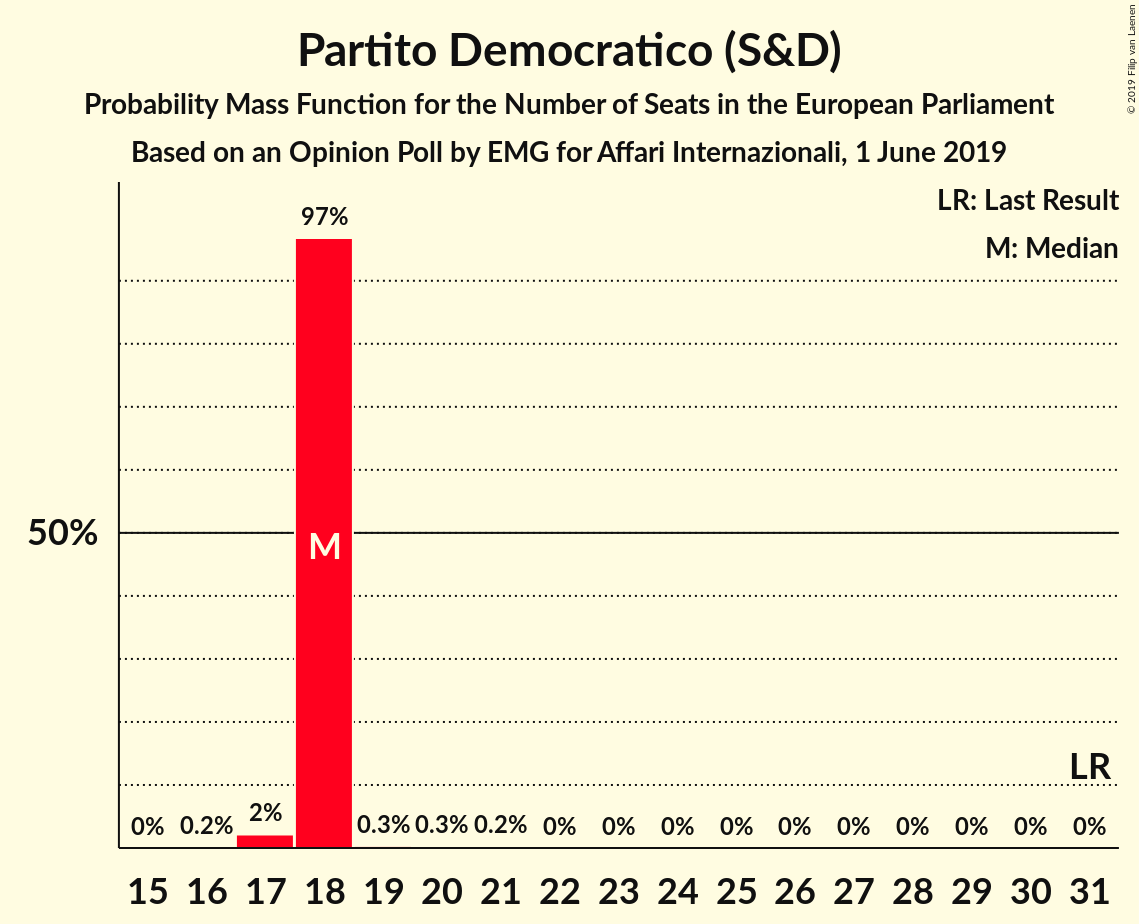 Partito Democratico (S&D)
Probability Mass Function for the Number of Seats in the European Parliament
Based on an Opinion Poll by EMG for Affari Internazionali, 1 June 2019
© 2019 Filip van Laenen
LR: Last Result
M: Median
97%
50%
M
LR
0% 0.2% 2% 0.3% 0.3% 0.2% 0% 0% 0% 0% 0% 0% 0% 0% 0% 0%
15 16 17 18 19 20 21 22 23 24 25 26 27 28 29 30 31